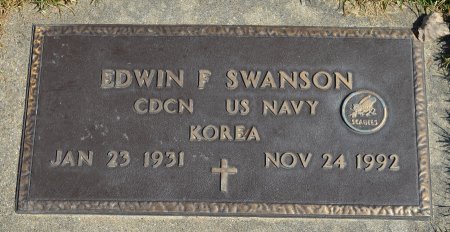 EDWIN F SWANSON
CDCN US NAVY
SEABEES
KOREA
JAN 23 1931 NOV 24 1992